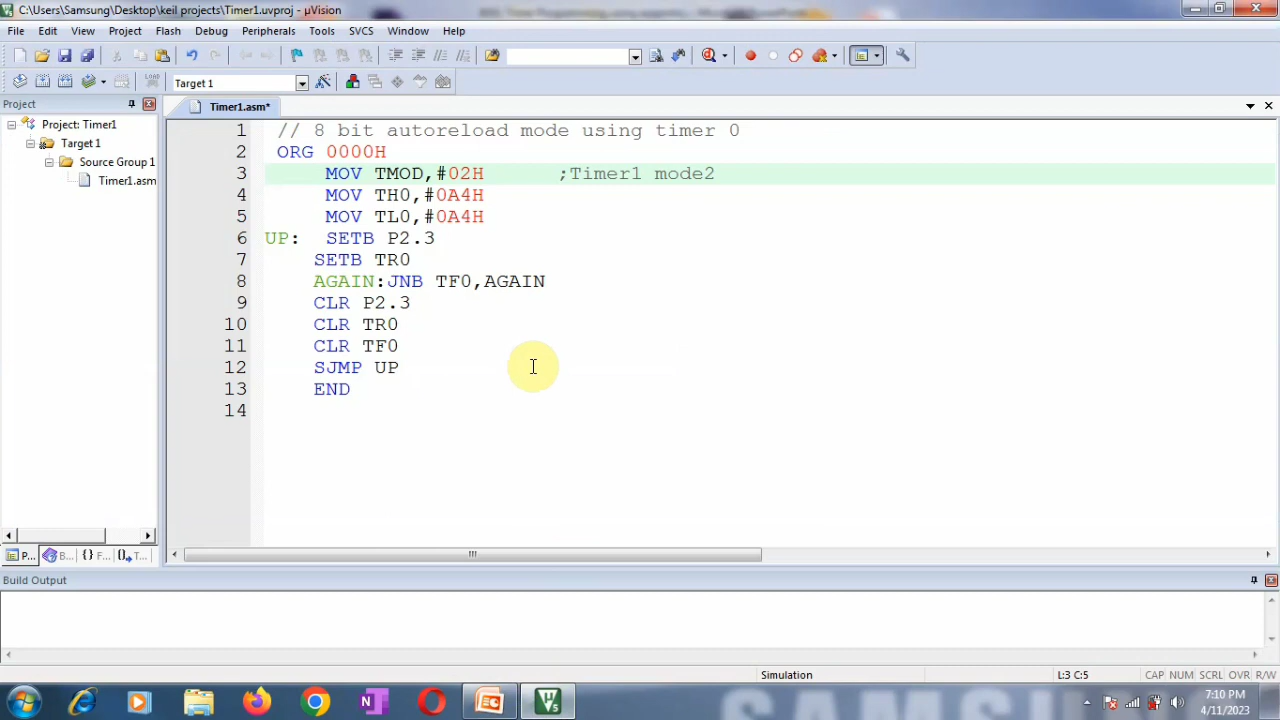 C:\Users\Samsung\Desktop\keil.projects\Timer1.uvproj - µVision
File Edit View Project Flash Debug Peripherals Tools SVCS Window Help
Target 1
Project
Timer1.asm*
Project: Timer1
Target 1
Source Group 1
Timer1.asm
1 // 8 bit autoreload mode using timer 0
2 ORG 0000H
3 MOV TMOD,#02H ;Timer1 mode2
4 MOV TH0,#0A4H
5 MOV TL0,#0A4H
6 UP: SETB P2.3
7 SETB TR0
8 AGAIN:JNB TF0,AGAIN
9 CLR P2.3
10 CLR TR0
11 CLR TF0
12 SJMP UP
13 END
14
P... B... {} F... T...
Build Output
Simulation L:3 C:5 CAP NUM SCRL OVR R/W
7:10 PM
4/11/2023